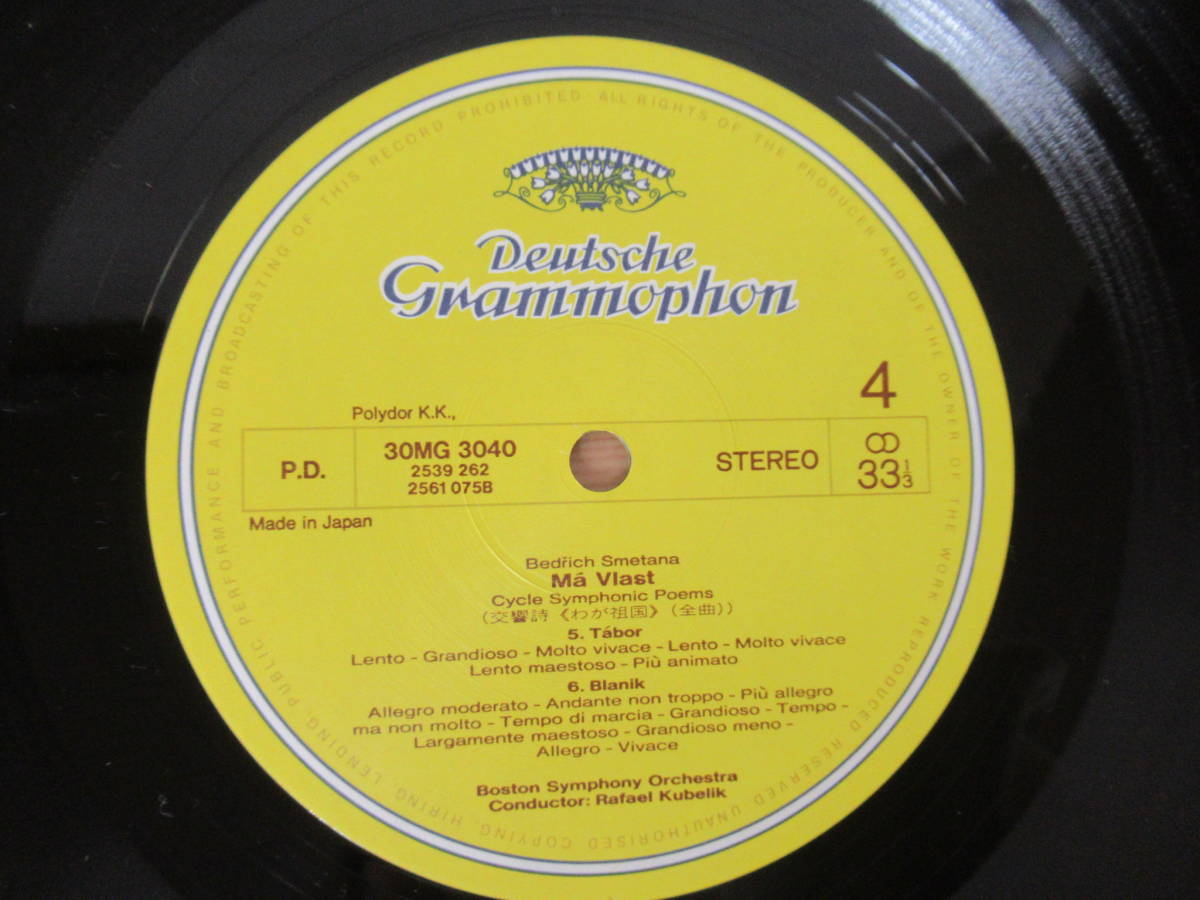 PUBLIC PERFORMANCE AND BROADCASTING OF THIS RECORD PROHIBITED · ALL RIGHTS OF THE PRODUCER AND OF THE OWNER OF THE WORK REPRODUCED RESERVED UNAUTHORISED COPYING, HIRING, LENDING,
Deutsche
Grammophon
4
Polydor K.K.,
P.D.
30MG 3040
2539 262
2561 075B
STEREO
33 1/3
Made in Japan
Bedřich Smetana
Má Vlast
Cycle Symphonic Poems
(交響詩《わが祖国》(全曲))
5. Tábor
Lento - Grandioso - Molto vivace - Lento - Molto vivace
Lento maestoso - Più animato
6. Blanik
Allegro moderato - Andante non troppo - Più allegro
ma non molto - Tempo di marcia - Grandioso - Tempo -
Largamente maestoso - Grandioso meno -
Allegro - Vivace
Boston Symphony Orchestra
Conductor: Rafael Kubelik